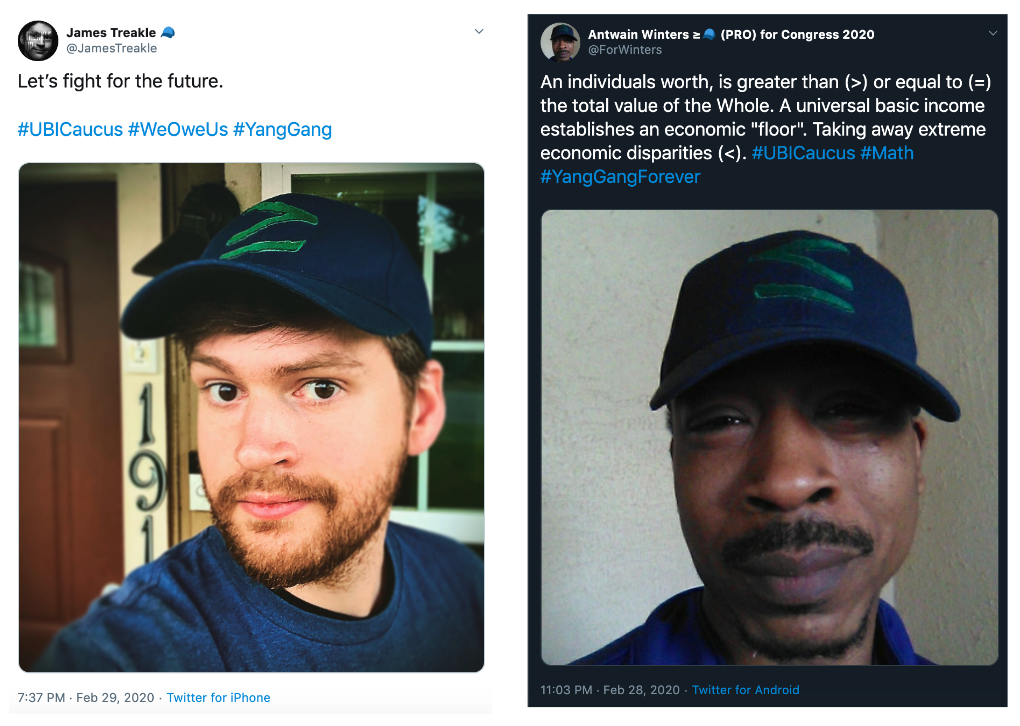 James Treakle 🧢
@JamesTreakle
Let’s fight for the future.
#UBICaucus #WeOweUs #YangGang
191
7:37 PM · Feb 29, 2020 · Twitter for iPhone
Antwain Winters ≥🧢 (PRO) for Congress 2020
@ForWinters
An individuals worth, is greater than (>) or equal to (=)
the total value of the Whole. A universal basic income
establishes an economic "floor". Taking away extreme
economic disparities (<). #UBICaucus #Math
#YangGangForever
11:03 PM · Feb 28, 2020 · Twitter for Android